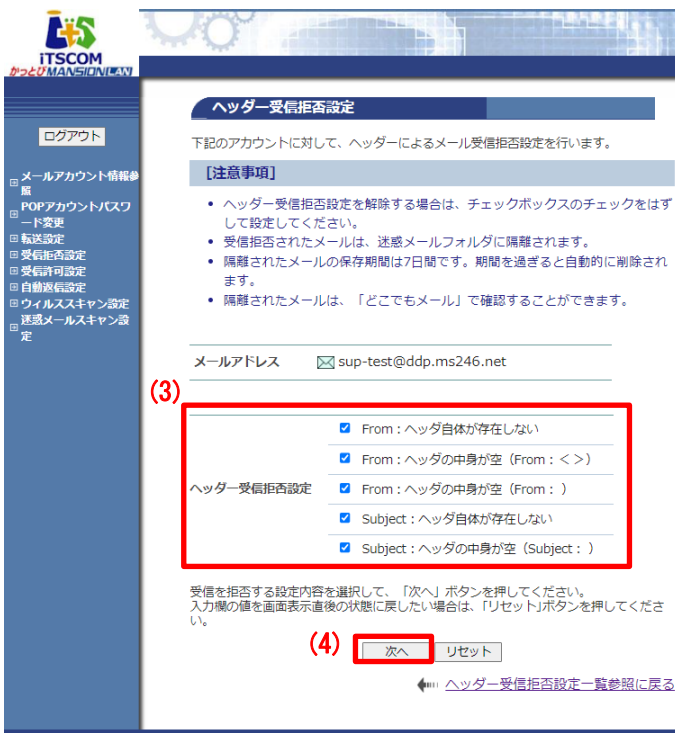 iTSCOM
かっとびMANSIONLAN
ログアウト
メールアカウント情報参
照
POPアカウントパスワ
ード変更
転送設定
受信拒否設定
受信許可設定
自動返信設定
ウィルススキャン設定
迷惑メールスキャン設
定
ヘッダー受信拒否設定
下記のアカウントに対して、ヘッダーによるメール受信拒否設定を行います。
[注意事項]
• ヘッダー受信拒否設定を解除する場合は、チェックボックスのチェックをはず
して設定してください。
• 受信拒否されたメールは、迷惑メールフォルダに隔離されます。
• 隔離されたメールの保存期間は7日間です。期間を過ぎると自動的に削除され
ます。
• 隔離されたメールは、「どこでもメール」で確認することができます。
メールアドレス sup-test@ddp.ms246.net
(3)
ヘッダー受信拒否設定
From：ヘッダ自体が存在しない
From：ヘッダの中身が空（From：＜＞）
From：ヘッダの中身が空（From： ）
Subject：ヘッダ自体が存在しない
Subject：ヘッダの中身が空（Subject： ）
受信を拒否する設定内容を選択して、「次へ」ボタンを押してください。
入力欄の値を画面表示直後の状態に戻したい場合は、「リセット」ボタンを押してくださ
い。
(4)
次へ リセット
ヘッダー受信拒否設定一覧参照に戻る